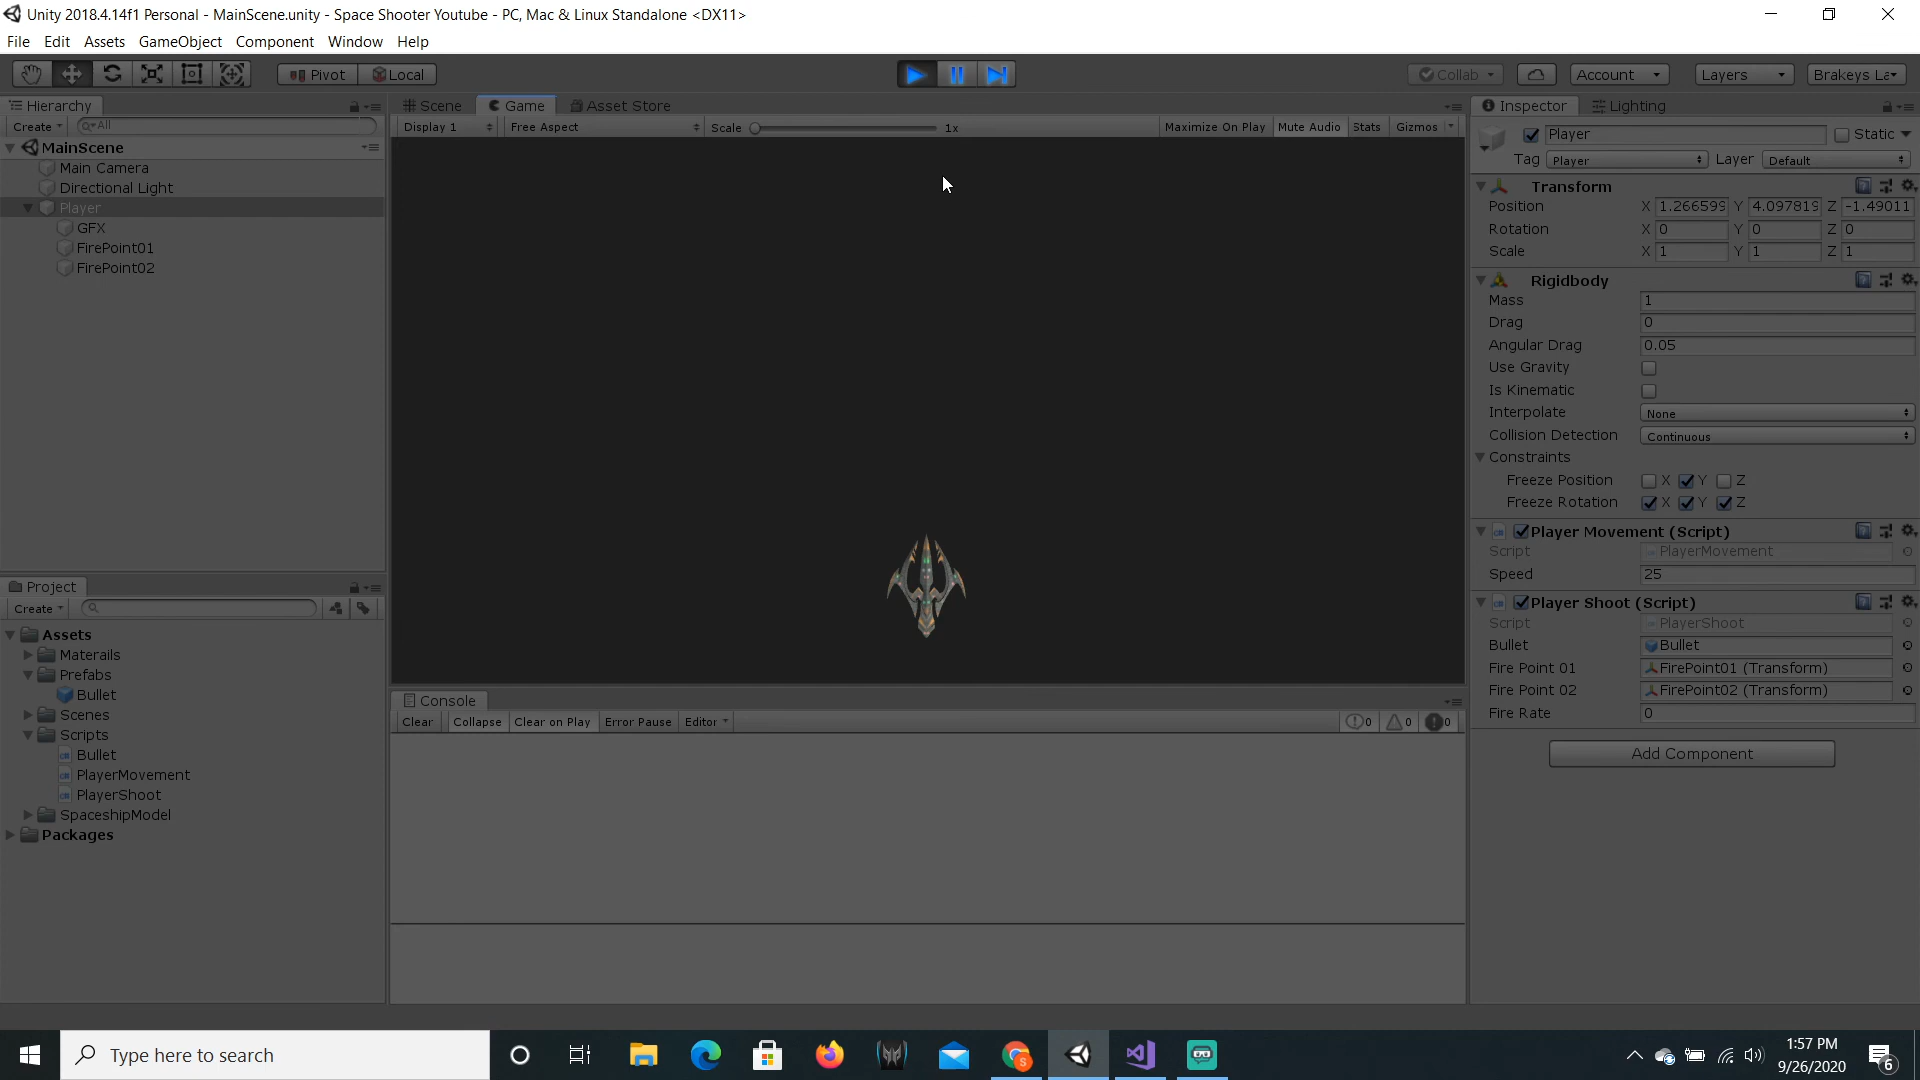 Unity 2018.4.14f1 Personal - MainScene.unity - Space Shooter Youtube - PC, Mac & Linux Standalone <DX11>
File Edit Assets GameObject Component Window Help
Pivot Local Collab Account Layers Brakeys La
Hierarchy
Create All
MainScene
Main Camera
Directional Light
Player
GFX
FirePoint01
FirePoint02
Project
Create
Assets
Materails
Prefabs
Bullet
Scenes
Scripts
Bullet
PlayerMovement
PlayerShoot
SpaceshipModel
Packages
Scene Game Asset Store
Display 1 Free Aspect Scale 1x Maximize On Play Mute Audio Stats Gizmos
Console
Clear Collapse Clear on Play Error Pause Editor 0 0 0
Inspector Lighting
Player Static
Tag Player Layer Default
Transform
Position X 1.266599 Y 4.097819 Z -1.49011
Rotation X 0 Y 0 Z 0
Scale X 1 Y 1 Z 1
Rigidbody
Mass 1
Drag 0
Angular Drag 0.05
Use Gravity
Is Kinematic
Interpolate None
Collision Detection Continuous
Constraints
Freeze Position X Y Z
Freeze Rotation X Y Z
Player Movement (Script)
Script PlayerMovement
Speed 25
Player Shoot (Script)
Script PlayerShoot
Bullet Bullet
Fire Point 01 FirePoint01 (Transform)
Fire Point 02 FirePoint02 (Transform)
Fire Rate 0
Add Component
Type here to search
S
1:57 PM
9/26/2020
6